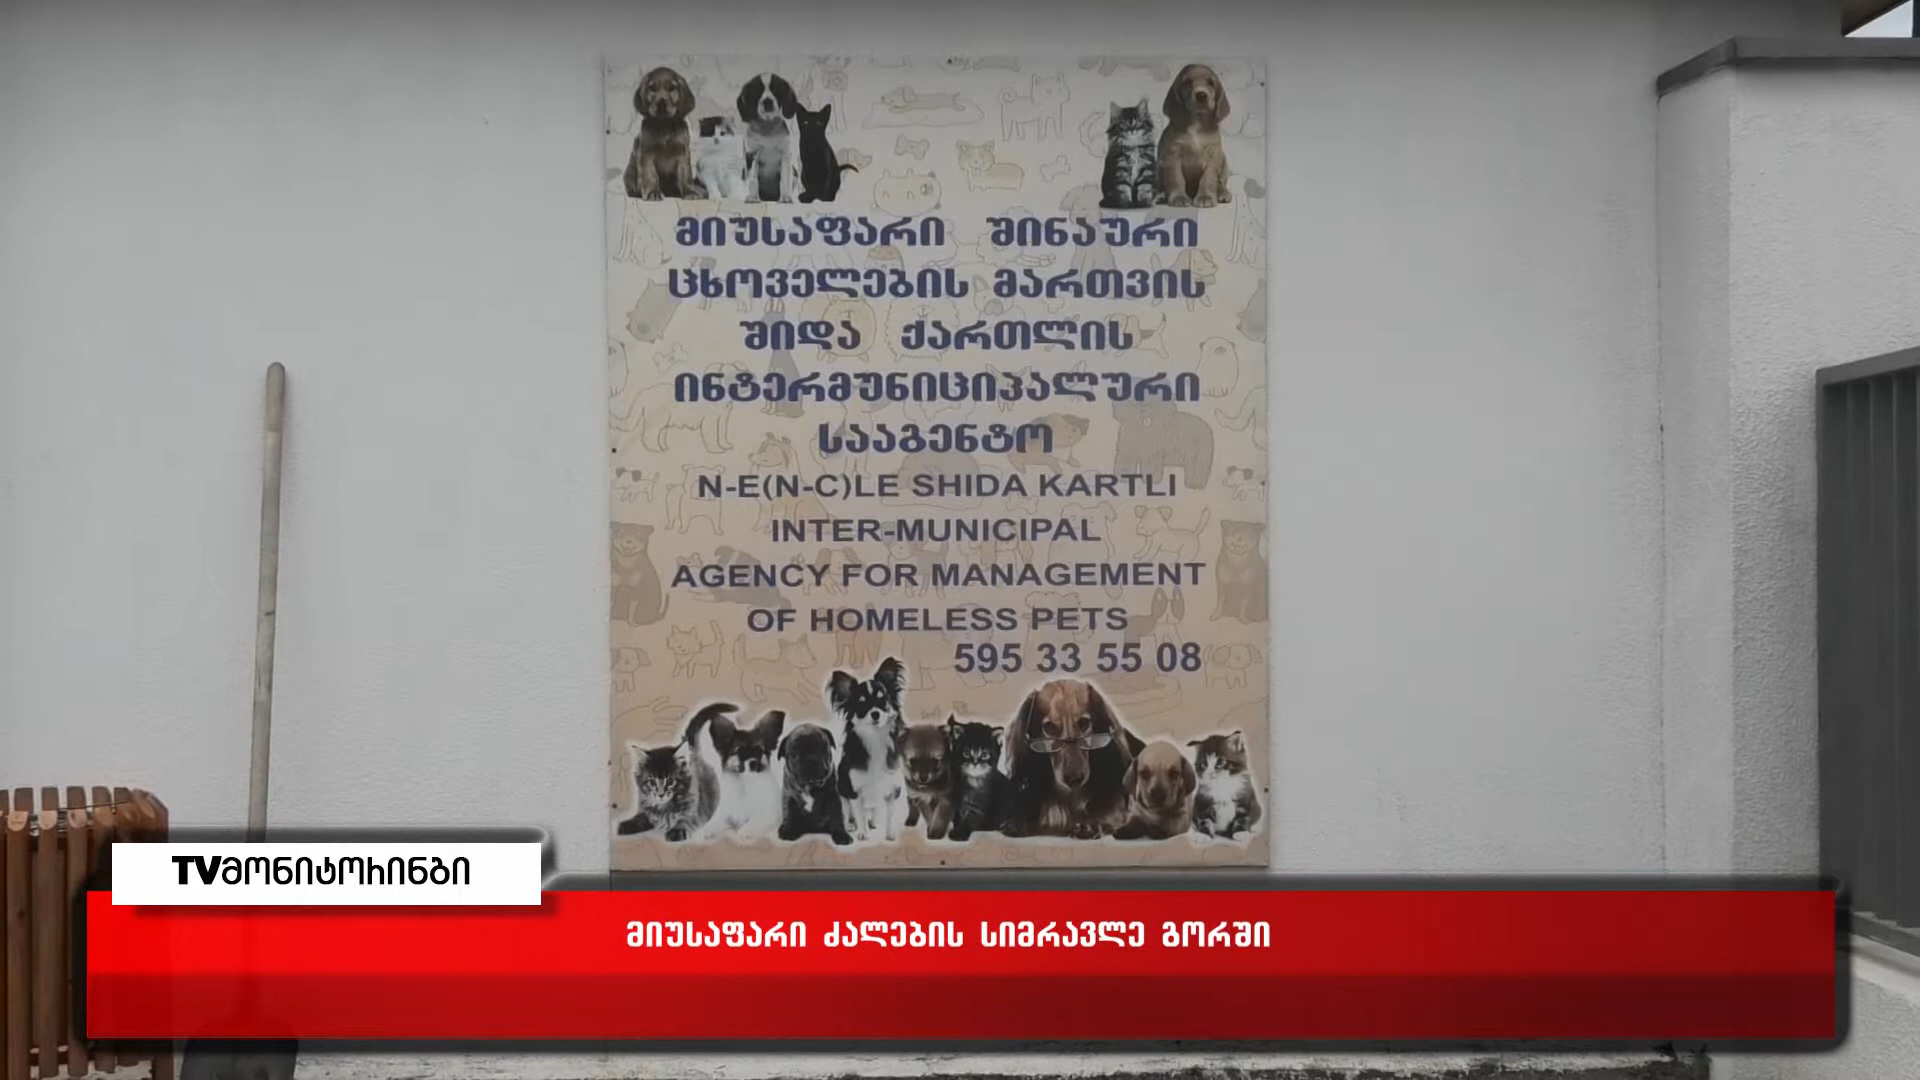 მიუსაფარი შინაური
ცხოველების მართვის
შიდა ქართლის
ინტერმუნიციპალური
სააგენტო
N-E(N-C)LE SHIDA KARTLI
INTER-MUNICIPAL
AGENCY FOR MANAGEMENT
OF HOMELESS PETS
595 33 55 08
TVმონიტორინგი
მიუსაფარი ძაღლების სიმრავლე გორში